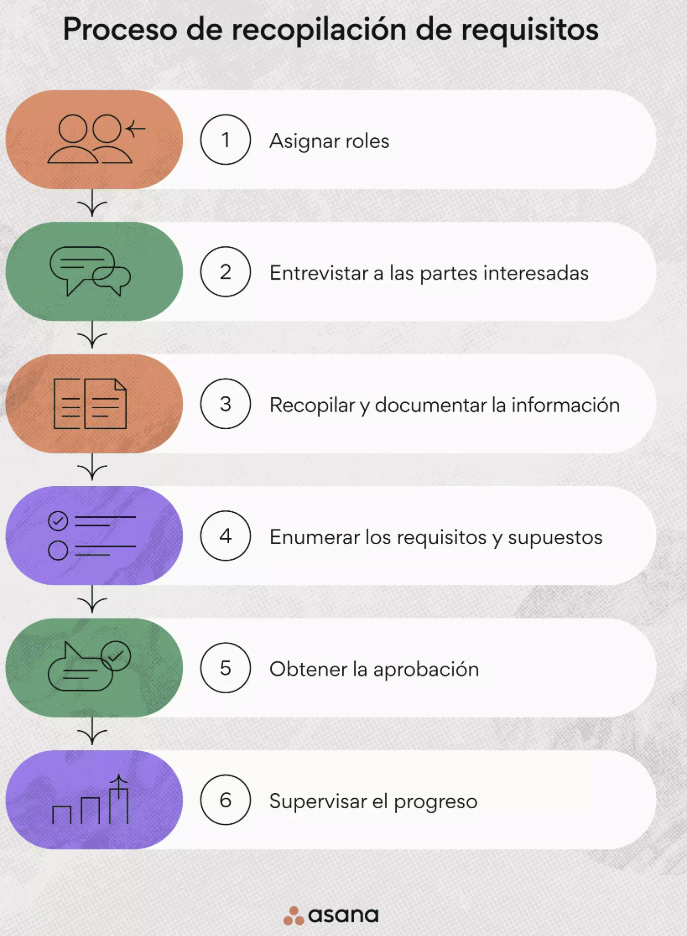 Proceso de recopilación de requisitos
1 Asignar roles
2 Entrevistar a las partes interesadas
3 Recopilar y documentar la información
4 Enumerar los requisitos y supuestos
5 Obtener la aprobación
6 Supervisar el progreso
asana